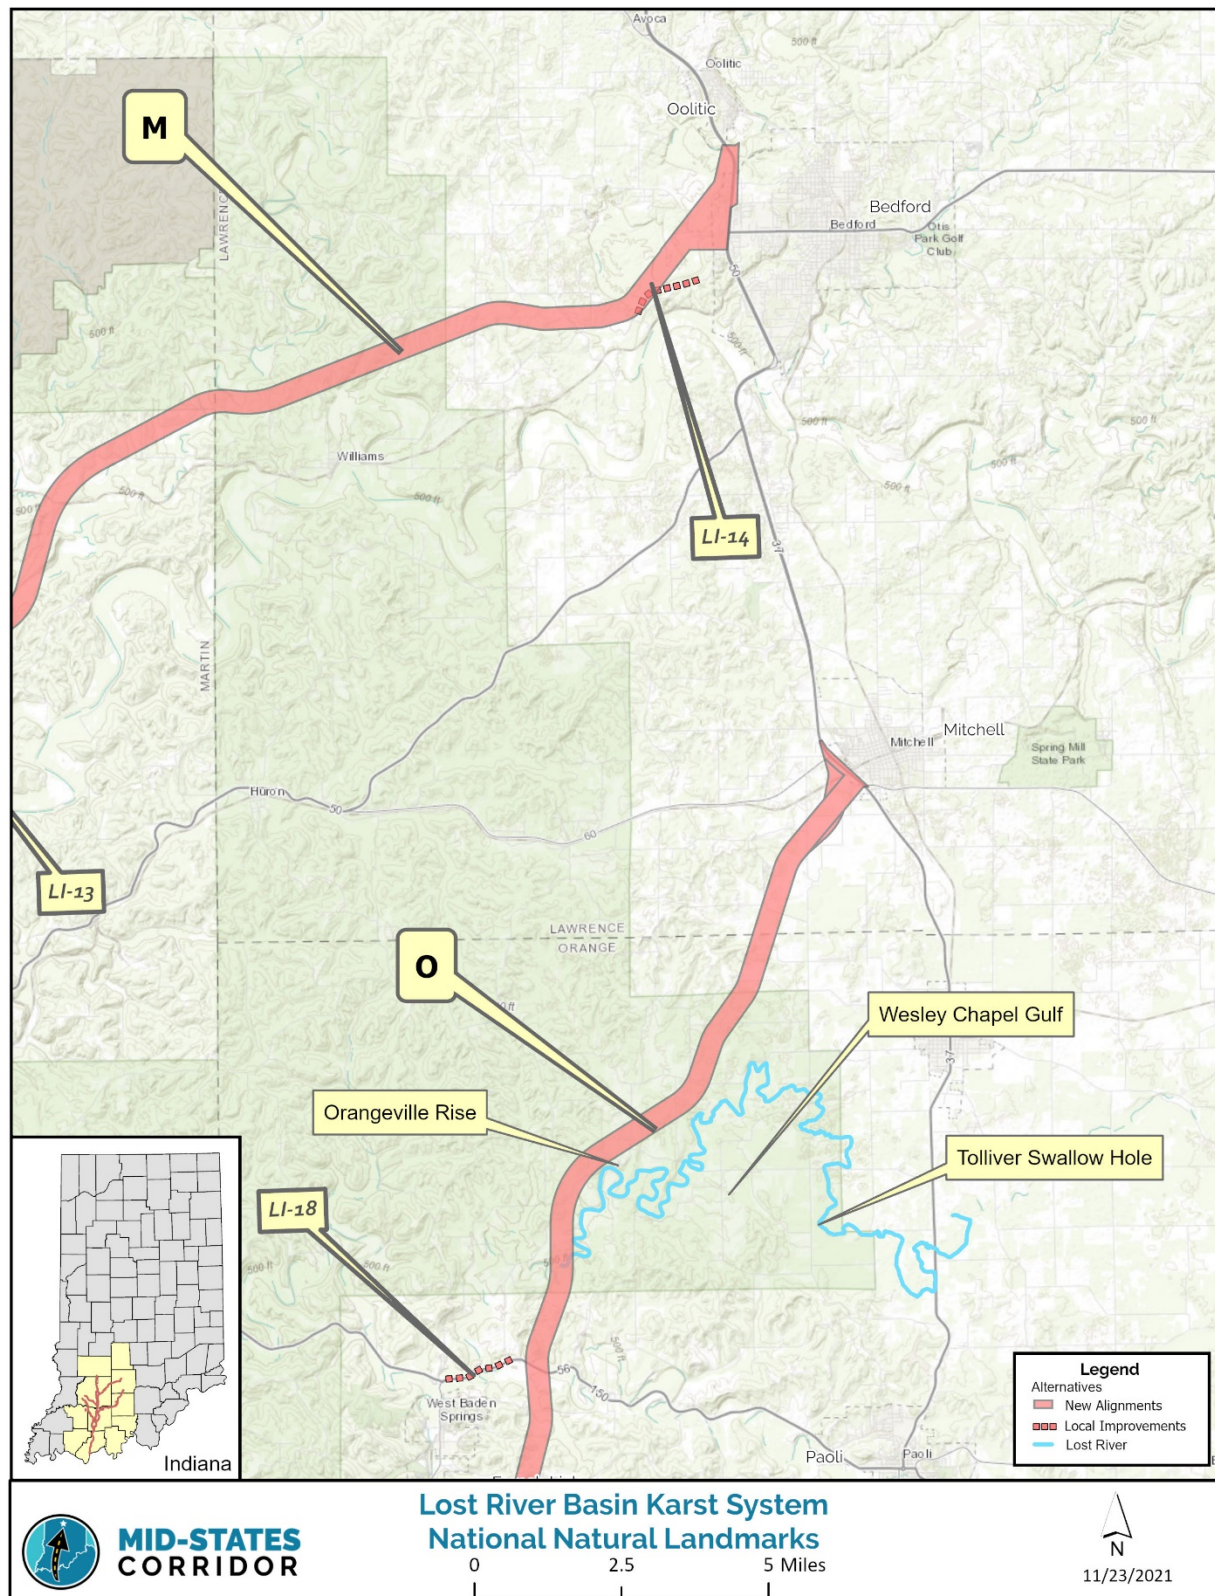 Avoca
500 ft
Oolitic
Oolitic
M
LAWRENCE
Bedford
Bedford
Otis
Park Golf
Club
50
500 ft
500 ft
Williams
500 ft
500 ft
500 ft
500 ft
500 ft
500 ft
LI-14
37
MARTIN
Mitchell
Mitchell
Spring Mill
State Park
Huron
50
60
LI-13
LAWRENCE
ORANGE
O
Wesley Chapel Gulf
37
Orangeville Rise
Tolliver Swallow Hole
LI-18
500 ft
500 ft
500 ft
56
150
West Baden
Springs
Paoli
Paoli
Indiana
Legend
Alternatives
New Alignments
Local Improvements
Lost River
MID-STATES
CORRIDOR
Lost River Basin Karst System
National Natural Landmarks
0 2.5 5 Miles
N
11/23/2021